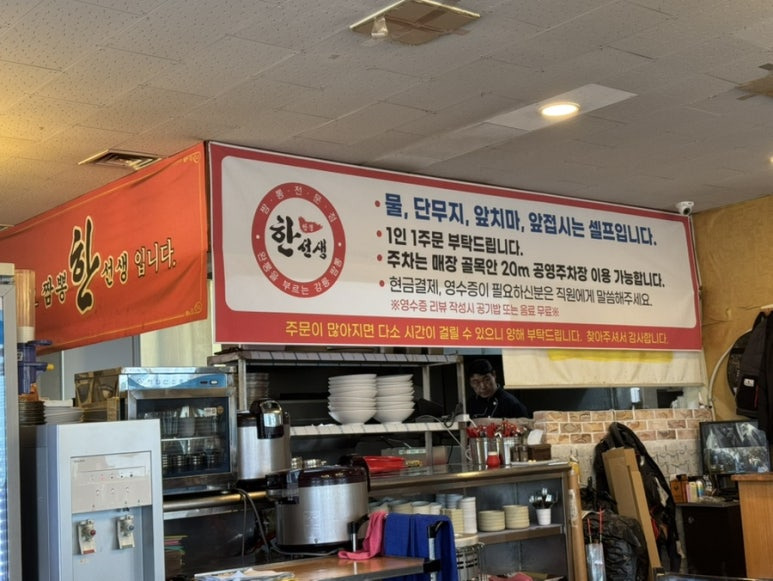 짬뽕 한선생 입니다.
짬·뽕·전·문·점
한선생
짬뽕을 부르는 강릉 짬뽕
•물, 단무지, 앞치마, 앞접시는 셀프입니다.
•1인 1주문 부탁드립니다.
•주차는 매장 골목안 20m 공영주차장 이용 가능합니다.
•현금결제, 영수증이 필요하신분은 직원에게 말씀해주세요.
※영수증 리뷰 작성시 공기밥 또는 음료 무료※
주문이 많아지면 다소 시간이 걸릴 수 있으니 양해 부탁드립니다. 찾아주셔서 감사합니다.